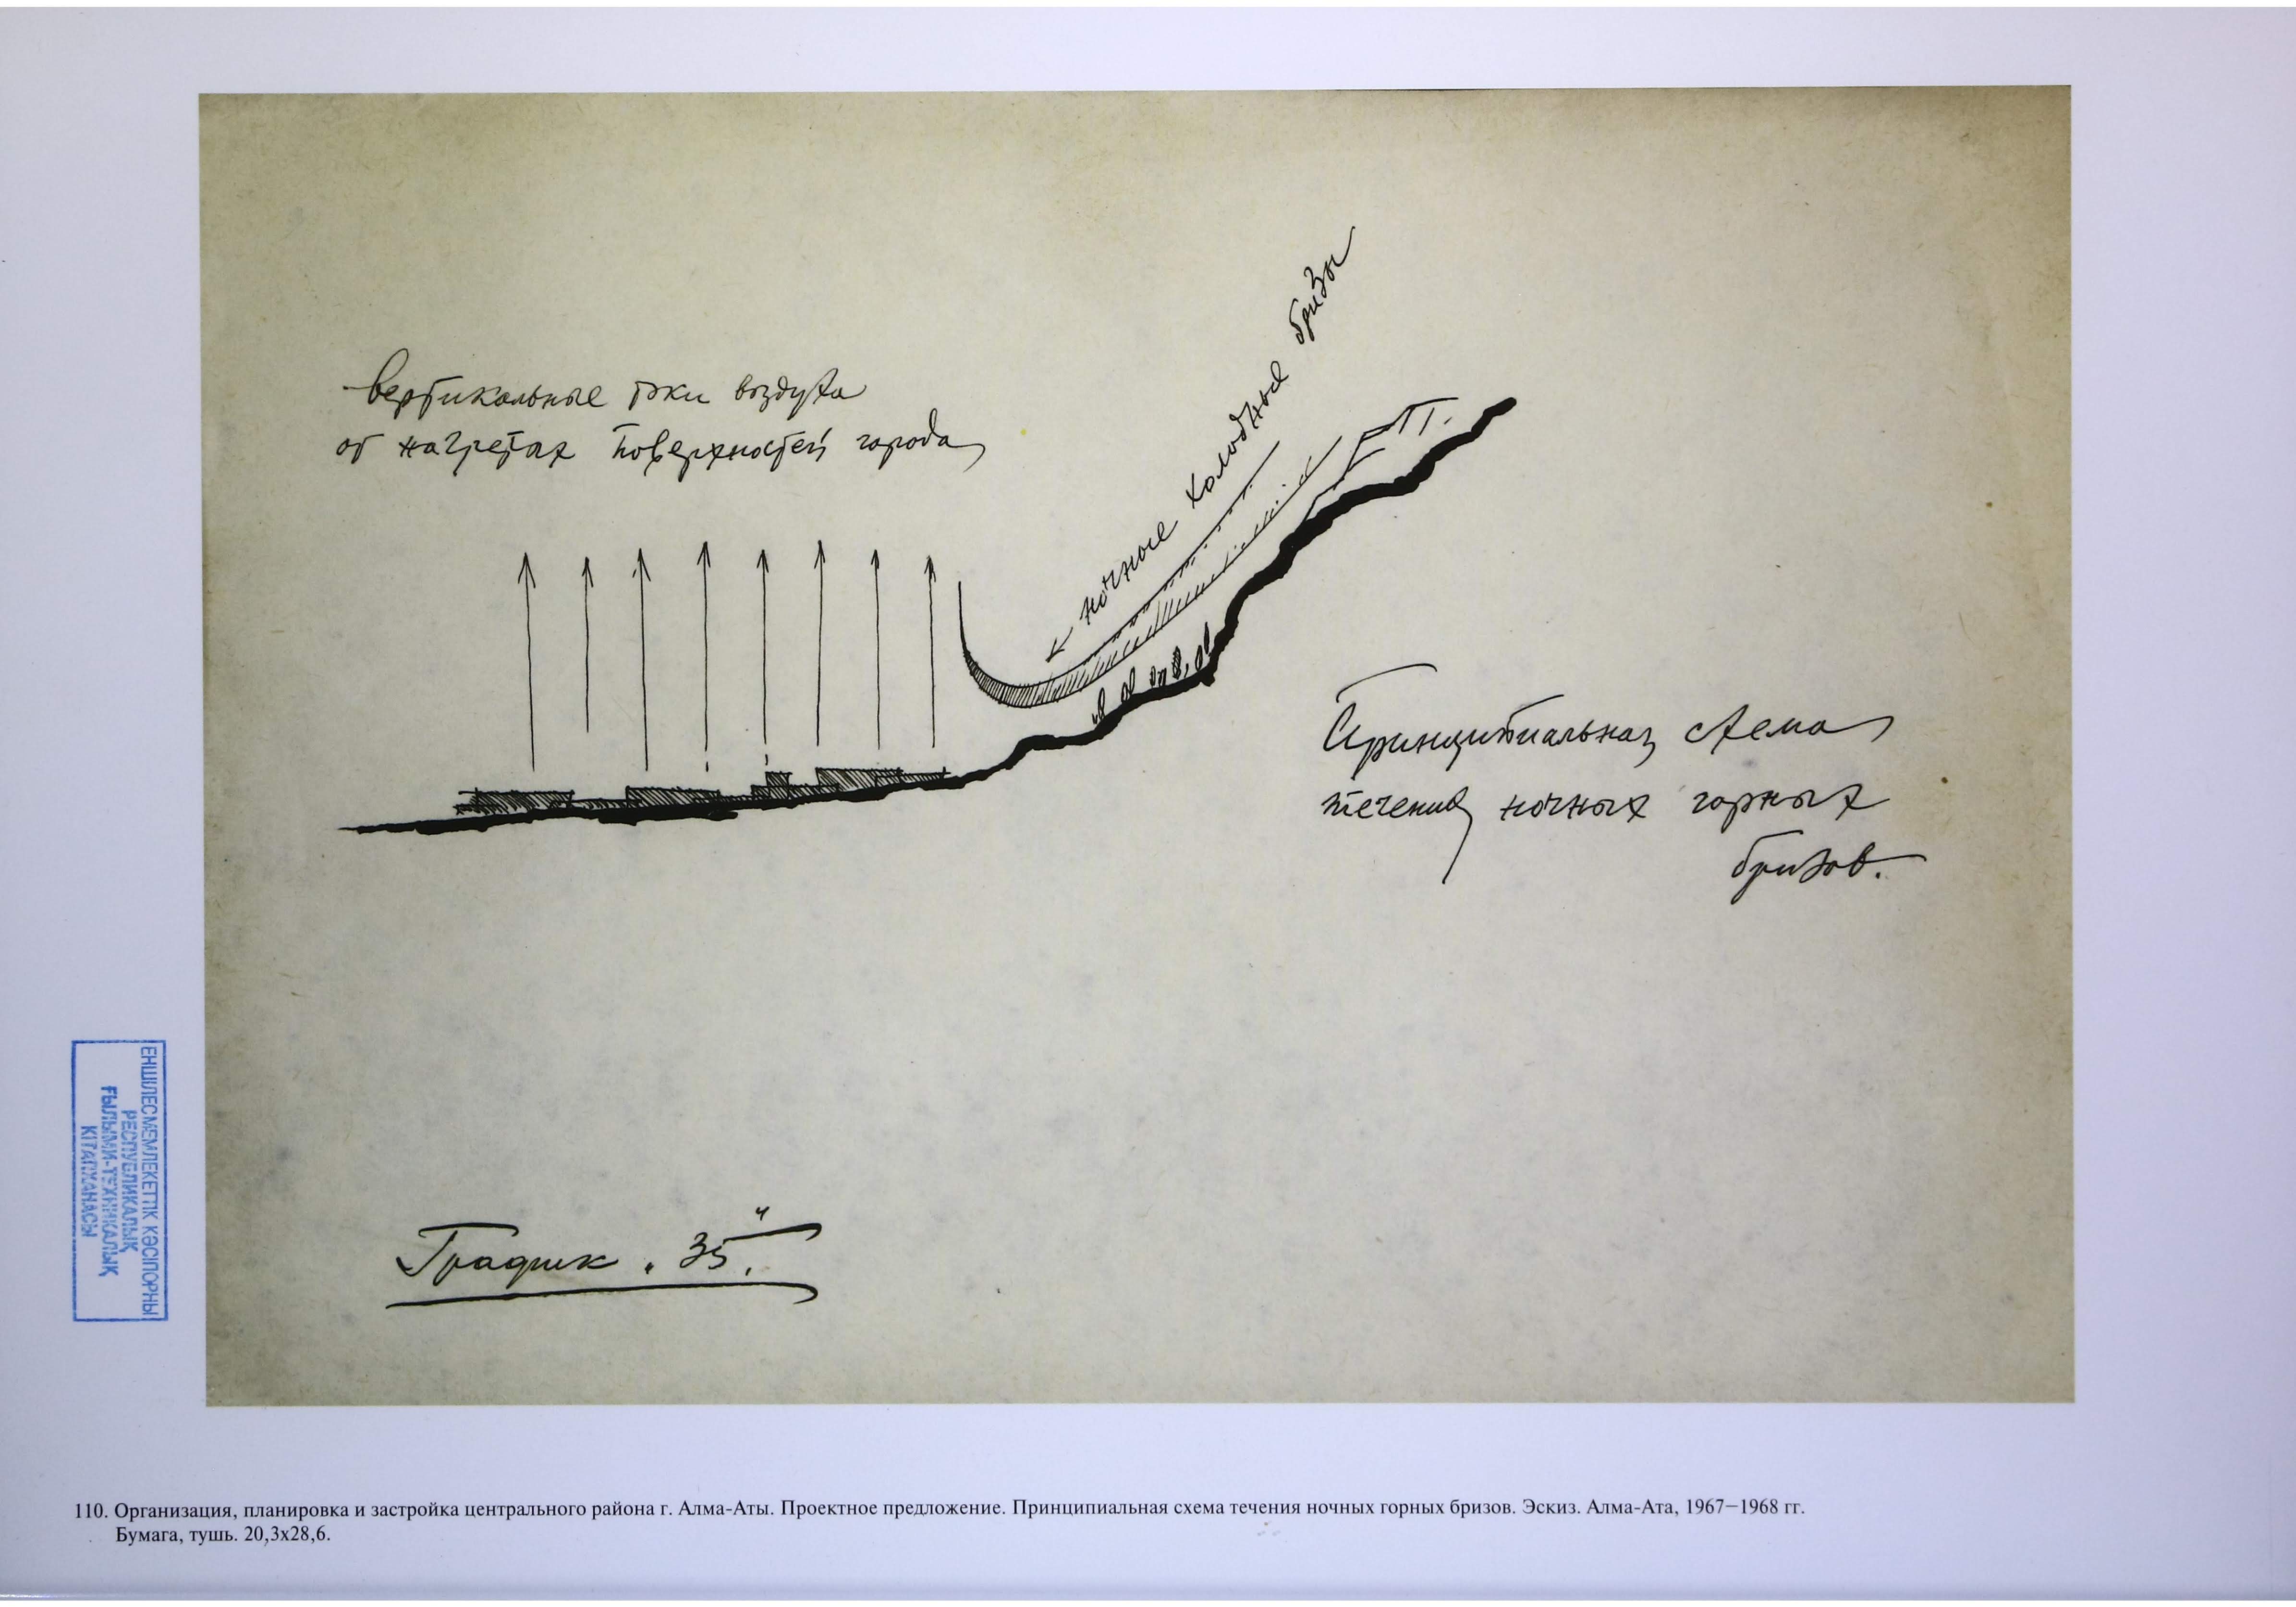 вертикальные токи воздуха
от нагретых поверхностей города
ночные холодные бризы
Принципиальная схема
течения ночных горных
бризов.
График „35"
ЕНШІЛЕС МЕМЛЕКЕТТІК КӘСІПОРНЫ
РЕСПУБЛИКАЛЫҚ
ҒЫЛЫМИ-ТЕХНИКАЛЫҚ
КІТАПХАНАСЫ
110. Организация, планировка и застройка центрального района г. Алма-Аты. Проектное предложение. Принципиальная схема течения ночных горных бризов. Эскиз. Алма-Ата, 1967–1968 гг.
Бумага, тушь. 20,3х28,6.